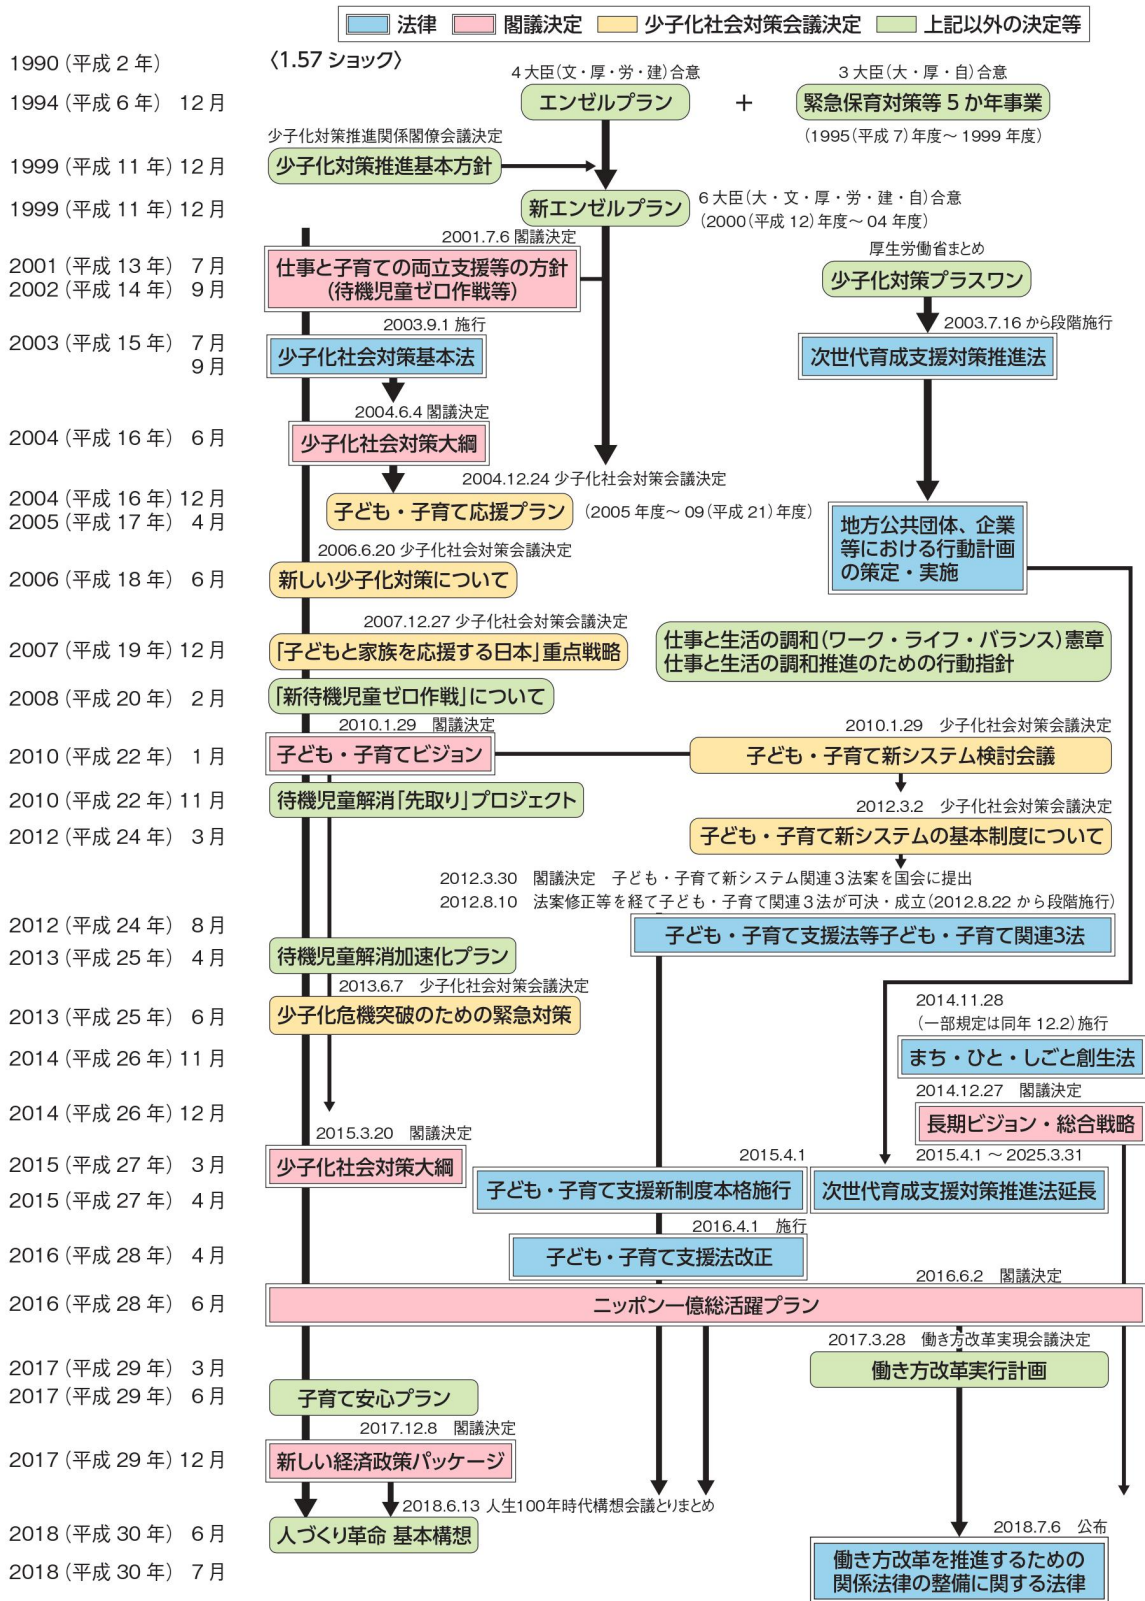 法律 閣議決定 少子化社会対策会議決定 上記以外の決定等
1990（平成 2 年）
〈1.57 ショック〉
4 大臣（文・厚・労・建）合意
3 大臣（大・厚・自）合意
1994（平成 6 年） 12 月
エンゼルプラン
＋
緊急保育対策等 5 か年事業
（1995（平成 7）年度～ 1999 年度）
少子化対策推進関係閣僚会議決定
1999（平成 11 年）12 月
少子化対策推進基本方針
1999（平成 11 年）12 月
新エンゼルプラン
6 大臣（大・文・厚・労・建・自）合意
（2000（平成 12）年度～ 04 年度）
2001.7.6 閣議決定
2001（平成 13 年） 7 月
2002（平成 14 年） 9 月
仕事と子育ての両立支援等の方針
（待機児童ゼロ作戦等）
厚生労働省まとめ
少子化対策プラスワン
2003.9.1 施行
2003.7.16 から段階施行
2003（平成 15 年） 7 月
9 月
少子化社会対策基本法
次世代育成支援対策推進法
2004.6.4 閣議決定
2004（平成 16 年） 6 月
少子化社会対策大綱
2004.12.24 少子化社会対策会議決定
2004（平成 16 年）12 月
2005（平成 17 年） 4 月
子ども・子育て応援プラン
（2005 年度～ 09（平成 21）年度）
地方公共団体、企業
等における行動計画
の策定・実施
2006.6.20 少子化社会対策会議決定
2006（平成 18 年） 6 月
新しい少子化対策について
2007.12.27 少子化社会対策会議決定
2007（平成 19 年）12 月
「子どもと家族を応援する日本」重点戦略
仕事と生活の調和（ワーク・ライフ・バランス）憲章
仕事と生活の調和推進のための行動指針
2008（平成 20 年） 2 月
「新待機児童ゼロ作戦」について
2010.1.29 閣議決定
2010.1.29 少子化社会対策会議決定
2010（平成 22 年） 1 月
子ども・子育てビジョン
子ども・子育て新システム検討会議
2010（平成 22 年）11 月
待機児童解消「先取り」プロジェクト
2012.3.2 少子化社会対策会議決定
2012（平成 24 年） 3 月
子ども・子育て新システムの基本制度について
2012.3.30 閣議決定 子ども・子育て新システム関連３法案を国会に提出
2012.8.10 法案修正等を経て子ども・子育て関連３法が可決・成立（2012.8.22 から段階施行）
2012（平成 24 年） 8 月
子ども・子育て支援法等子ども・子育て関連3法
2013（平成 25 年） 4 月
待機児童解消加速化プラン
2013.6.7 少子化社会対策会議決定
2013（平成 25 年） 6 月
少子化危機突破のための緊急対策
2014.11.28
（一部規定は同年 12.2）施行
2014（平成 26 年）11 月
まち・ひと・しごと創生法
2014.12.27 閣議決定
2014（平成 26 年）12 月
長期ビジョン・総合戦略
2015.3.20 閣議決定
2015（平成 27 年） 3 月
少子化社会対策大綱
2015.4.1
2015.4.1 ～ 2025.3.31
2015（平成 27 年） 4 月
子ども・子育て支援新制度本格施行
次世代育成支援対策推進法延長
2016.4.1 施行
2016（平成 28 年） 4 月
子ども・子育て支援法改正
2016.6.2 閣議決定
2016（平成 28 年） 6 月
ニッポン一億総活躍プラン
2017.3.28 働き方改革実現会議決定
2017（平成 29 年） 3 月
働き方改革実行計画
2017（平成 29 年） 6 月
子育て安心プラン
2017.12.8 閣議決定
2017（平成 29 年）12 月
新しい経済政策パッケージ
2018.6.13 人生100年時代構想会議とりまとめ
2018（平成 30 年） 6 月
人づくり革命 基本構想
2018.7.6 公布
2018（平成 30 年） 7 月
働き方改革を推進するための
関係法律の整備に関する法律